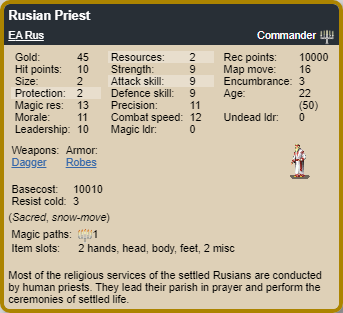 Rusian Priest
EA Rus Commander
Gold: 45 Resources: 2 Rec points: 10000
Hit points: 10 Strength: 9 Map move: 16
Size: 2 Attack skill: 9 Encumbrance: 3
Protection: 2 Defence skill: 9 Age: 22
Magic res: 13 Precision: 11 (50)
Morale: 11 Combat speed: 12 Undead ldr: 0
Leadership: 10 Magic ldr: 0
Weapons: Armor:
Dagger Robes
Basecost: 10010
Resist cold: 3
(Sacred, snow-move)
Magic paths: 1
Item slots: 2 hands, head, body, feet, 2 misc
Most of the religious services of the settled Rusians are conducted
by human priests. They lead their parish in prayer and perform the
ceremonies of settled life.